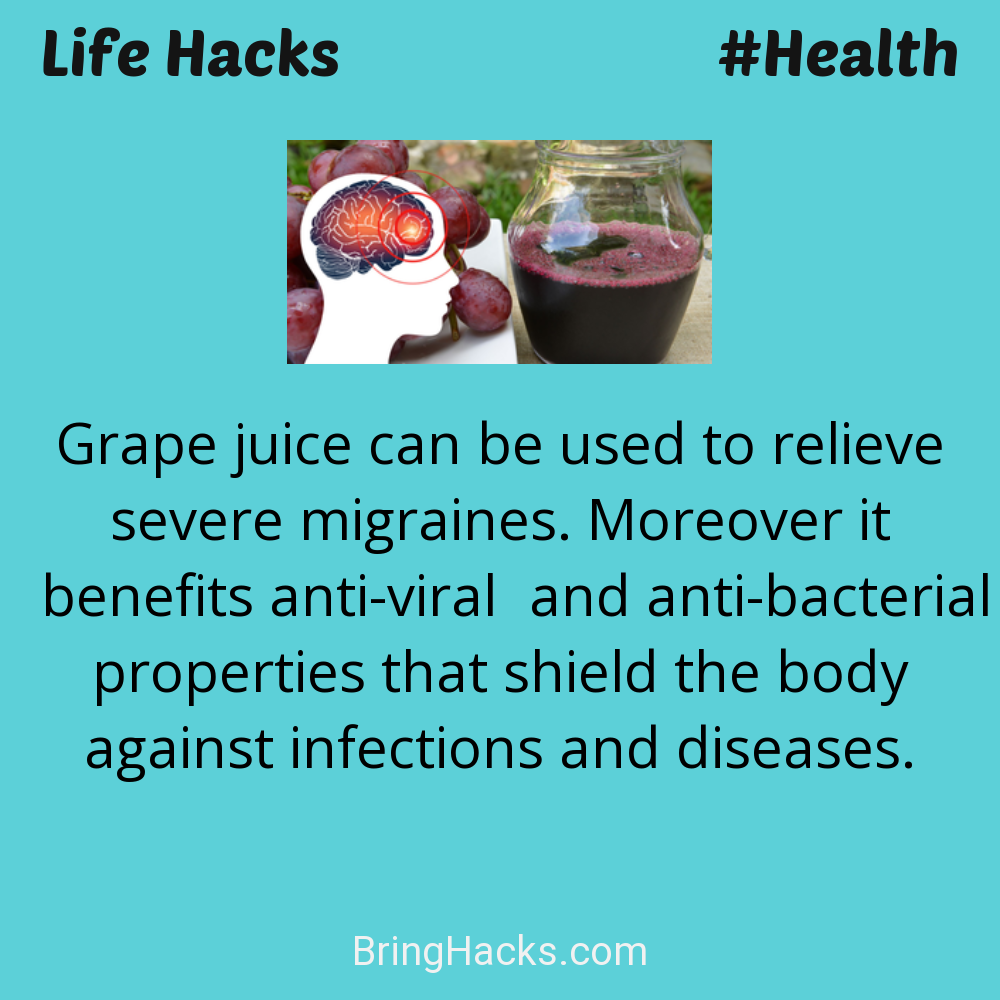 Life Hacks #Health
Grape juice can be used to relieve
severe migraines. Moreover it
benefits anti-viral  and anti-bacterial
properties that shield the body
against infections and diseases.
BringHacks.com